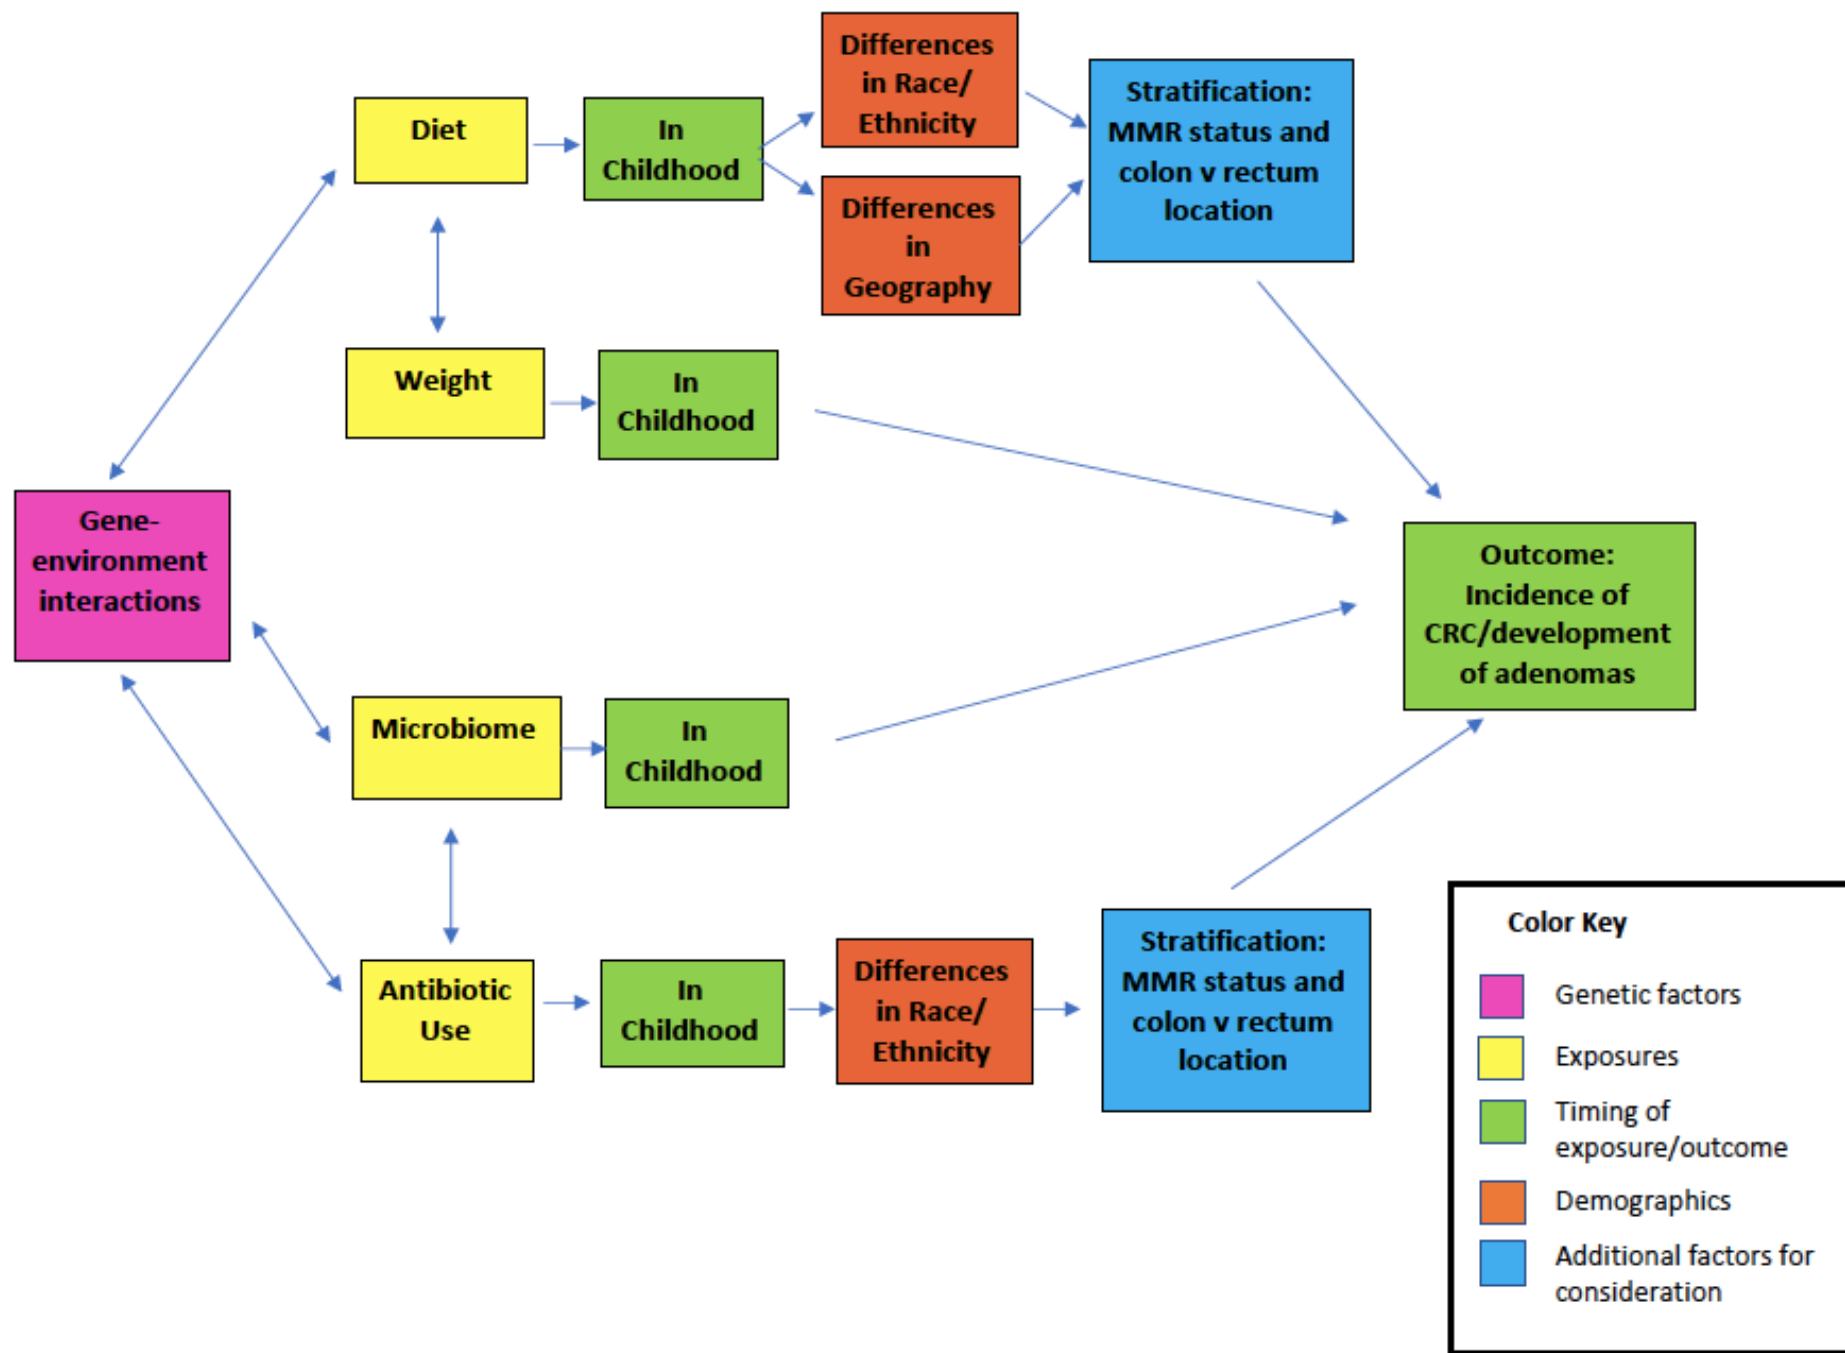 Differences
in Race/
Ethnicity
Stratification:
MMR status and
colon v rectum
location
Diet
In
Childhood
Differences
in
Geography
Weight
In
Childhood
Gene-
environment
interactions
Outcome:
Incidence of
CRC/development
of adenomas
Microbiome
In
Childhood
Antibiotic
Use
In
Childhood
Differences
in Race/
Ethnicity
Stratification:
MMR status and
colon v rectum
location
Color Key
Genetic factors
Exposures
Timing of
exposure/outcome
Demographics
Additional factors for
consideration